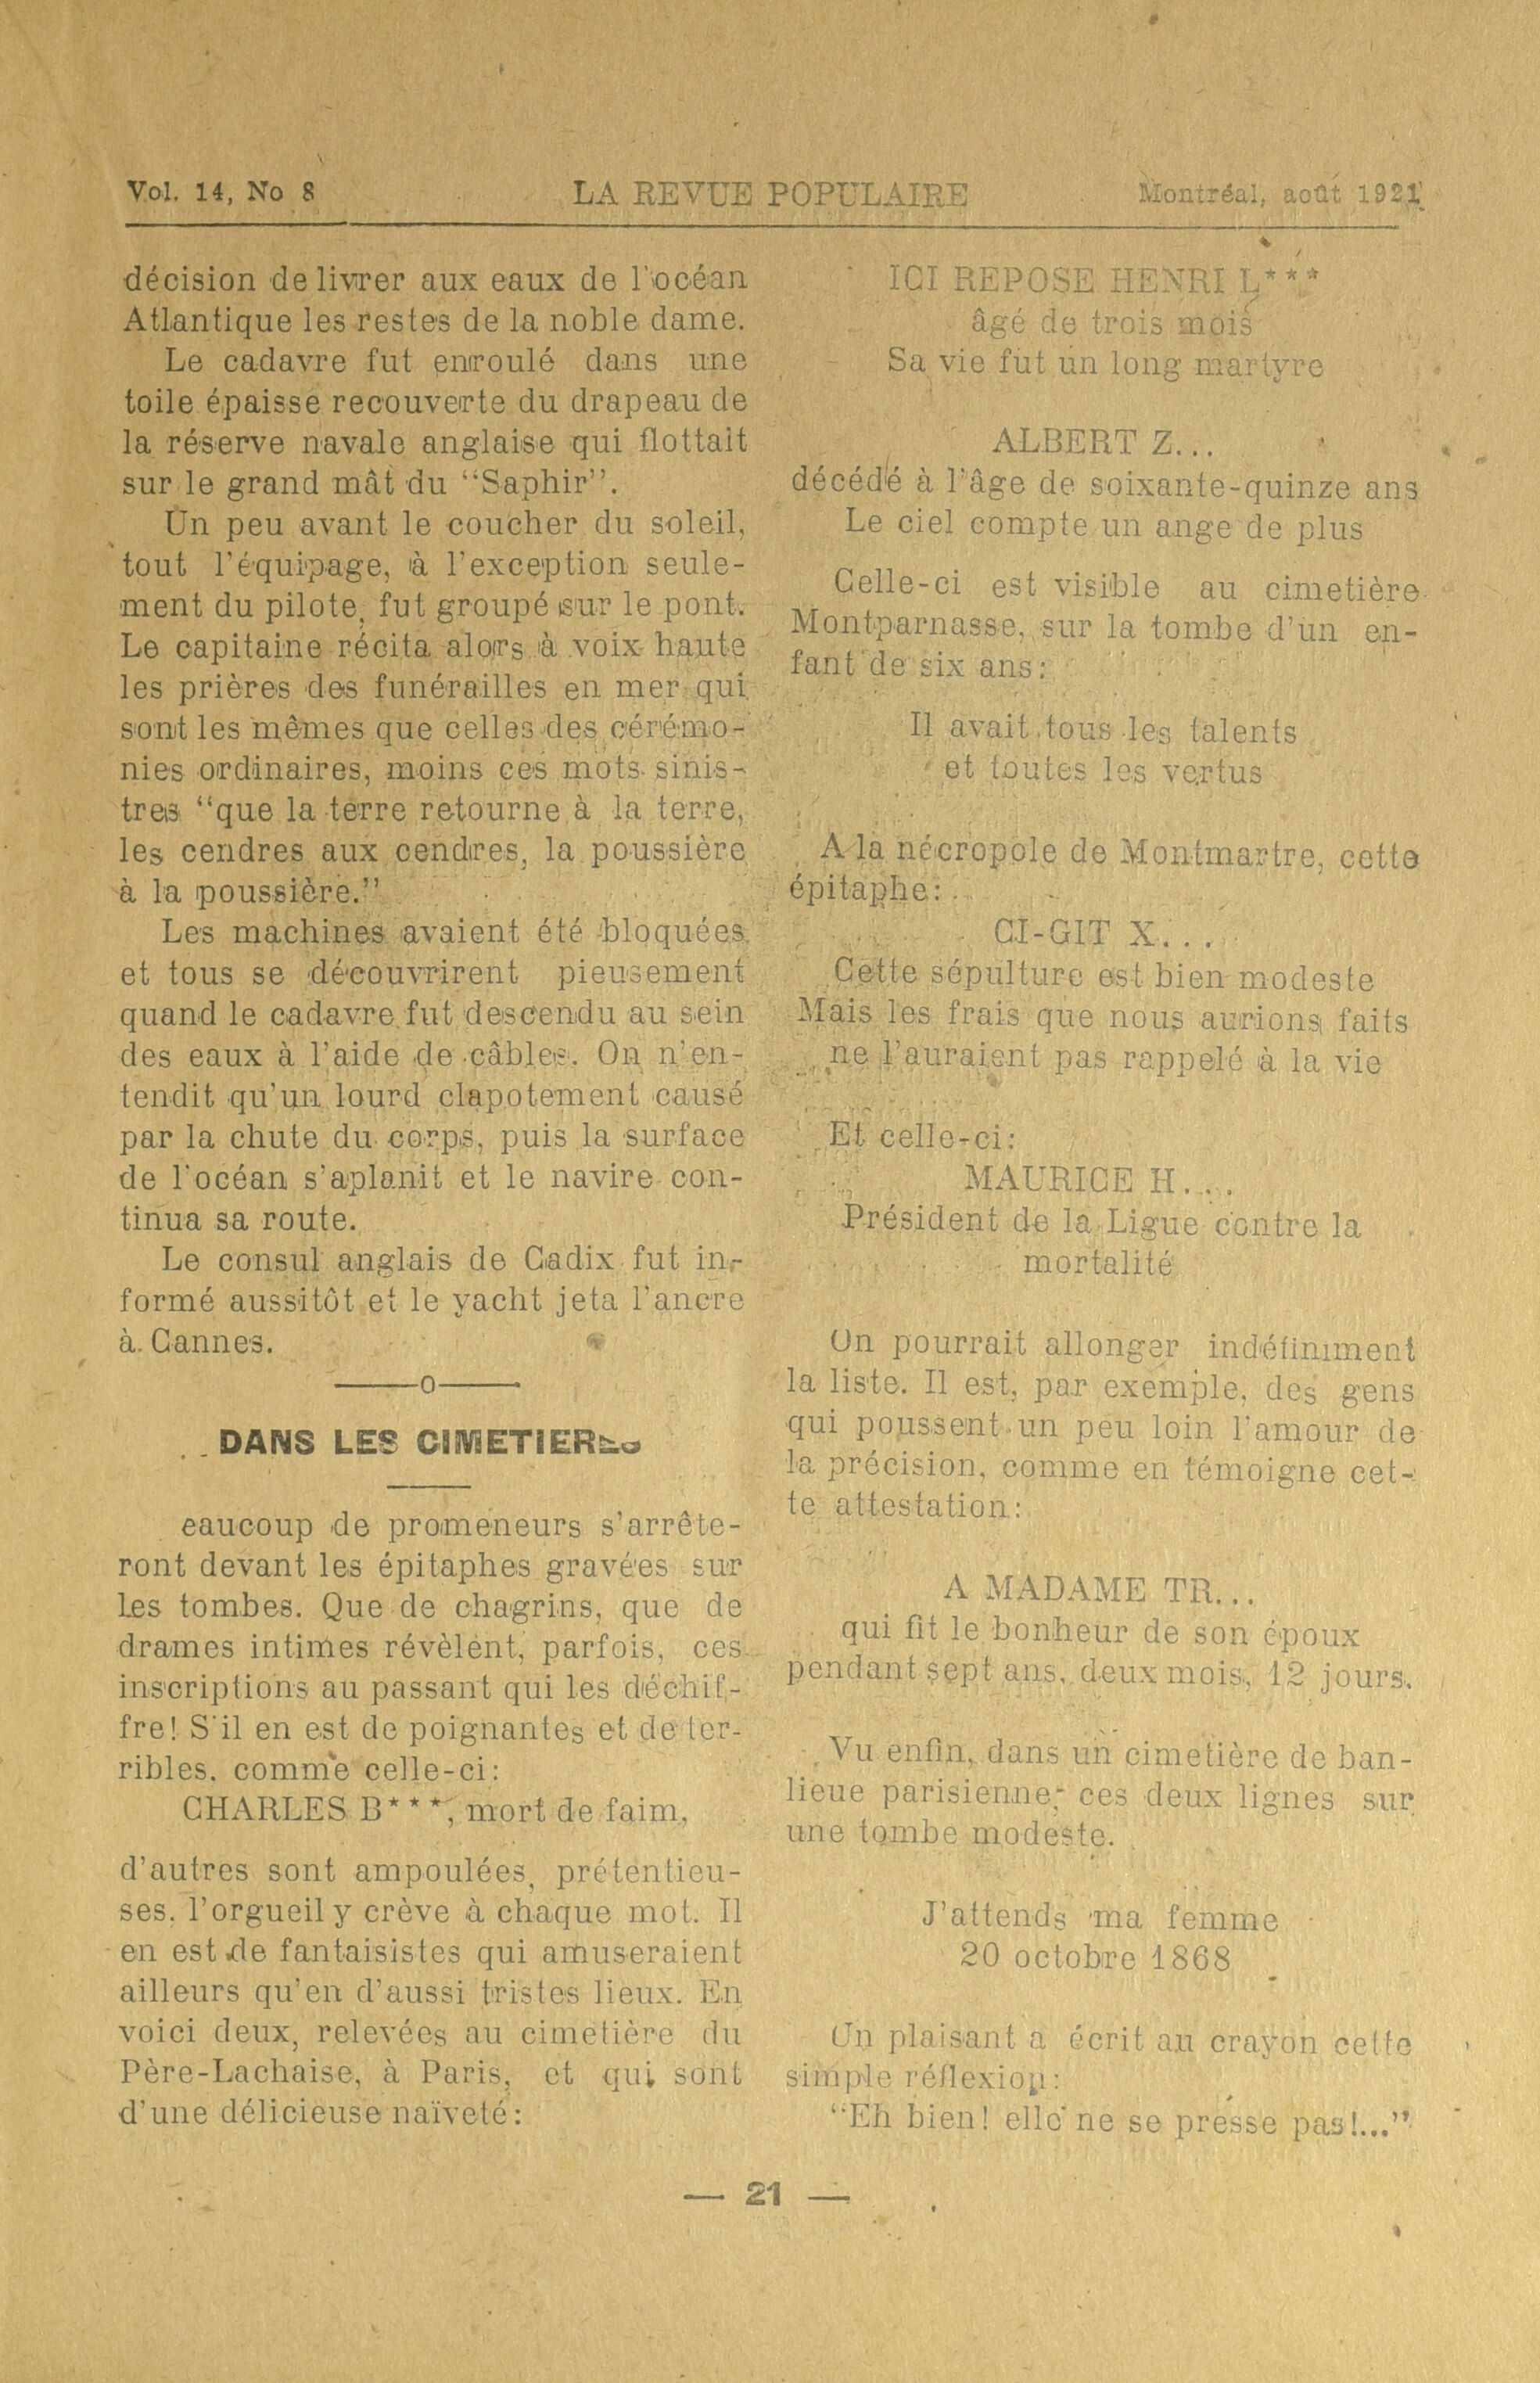 Vol. 14, No 8 LA REVUE POPULAIRE Montréal, août 1921
décision de livrer aux eaux de l'océan
Atlantique les restes de la noble dame.
Le cadavre fut enroulé dans une
toile épaisse recouverte du drapeau de
la réserve navale anglaise qui flottait
sur le grand mât du "Saphir".
Un peu avant le coucher du soleil,
tout l'équipage, à l'exception seule-
ment du pilote, fut groupé sur le pont.
Le capitaine récita alors à voix haute
les prières des funérailles en mer qui
sont les mêmes que celles des cérémo-
nies ordinaires, moins ces mots sinis-
tres "que la terre retourne à la terre,
les cendres aux cendres, la poussière
à la poussière."
Les machines avaient été bloquées
et tous se découvrirent pieusement
quand le cadavre fut descendu au sein
des eaux à l'aide de câbles. On n'en-
tendit qu'un lourd clapotement causé
par la chute du corps, puis la surface
de l'océan s'aplanit et le navire con-
tinua sa route.
Le consul anglais de Cadix fut in-
formé aussitôt et le yacht jeta l'ancre
à Cannes.
——o——
DANS LES CIMETIERES
eaucoup de promeneurs s'arrête-
ront devant les épitaphes gravées sur
les tombes. Que de chagrins, que de
drames intimes révèlent, parfois, ces
inscriptions au passant qui les déchif-
fre! S'il en est de poignantes et de ter-
ribles, comme celle-ci:
CHARLES B***, mort de faim,
d'autres sont ampoulées, prétentieu-
ses, l'orgueil y crève à chaque mot. Il
en est de fantaisistes qui amuseraient
ailleurs qu'en d'aussi tristes lieux. En
voici deux, relevées au cimetière du
Père-Lachaise, à Paris, et qui sont
d'une délicieuse naïveté:
ICI REPOSE HENRI L***
âgé de trois mois
Sa vie fut un long martyre
ALBERT Z...
décédé à l'âge de soixante-quinze ans
Le ciel compte un ange de plus
Celle-ci est visible au cimetière
Montparnasse, sur la tombe d'un en-
fant de six ans:
Il avait tous les talents
et toutes les vertus
A la nécropole de Montmartre, cette
épitaphe:
CI-GIT X...
Cette sépulture est bien modeste
Mais les frais que nous aurions faits
ne l'auraient pas rappelé à la vie
Et celle-ci:
MAURICE H...
Président de la Ligue contre la
mortalité
On pourrait allonger indéfiniment
la liste. Il est, par exemple, des gens
qui poussent un peu loin l'amour de
la précision, comme en témoigne cet-
te attestation:
A MADAME TR...
qui fit le bonheur de son époux
pendant sept ans, deux mois, 12 jours.
Vu enfin, dans un cimetière de ban-
lieue parisienne, ces deux lignes sur
une tombe modeste.
J'attends ma femme
20 octobre 1868
Un plaisant a écrit au crayon cette
simple réflexion:
"Eh bien! elle ne se presse pas!..."
— 21 —